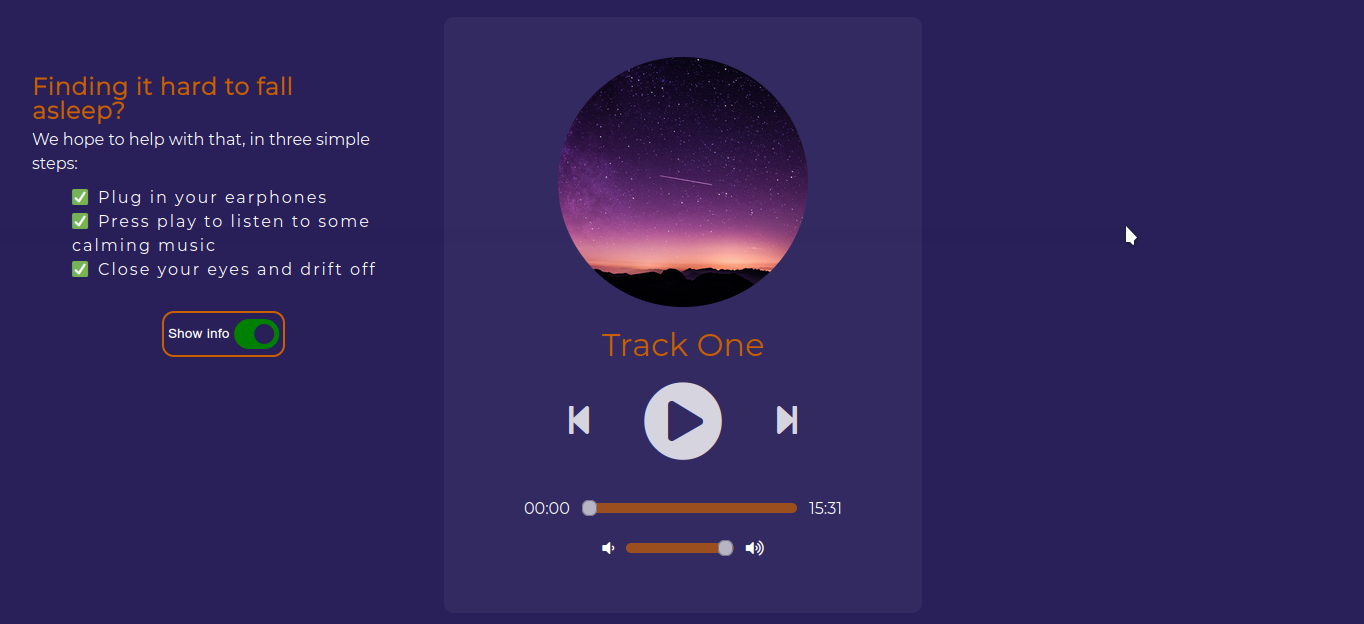 Finding it hard to fall
asleep?
We hope to help with that, in three simple
steps:
✅ Plug in your earphones
✅ Press play to listen to some
calming music
✅ Close your eyes and drift off
Show info
Track One
00:00
15:31